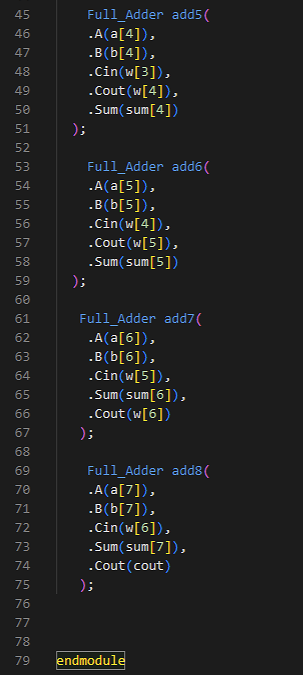 45 Full_Adder add5(
46 .A(a[4]),
47 .B(b[4]),
48 .Cin(w[3]),
49 .Cout(w[4]),
50 .Sum(sum[4])
51 );
52
53 Full_Adder add6(
54 .A(a[5]),
55 .B(b[5]),
56 .Cin(w[4]),
57 .Cout(w[5]),
58 .Sum(sum[5])
59 );
60
61 Full_Adder add7(
62 .A(a[6]),
63 .B(b[6]),
64 .Cin(w[5]),
65 .Sum(sum[6]),
66 .Cout(w[6])
67 );
68
69 Full_Adder add8(
70 .A(a[7]),
71 .B(b[7]),
72 .Cin(w[6]),
73 .Sum(sum[7]),
74 .Cout(cout)
75 );
76
77
78
79 endmodule